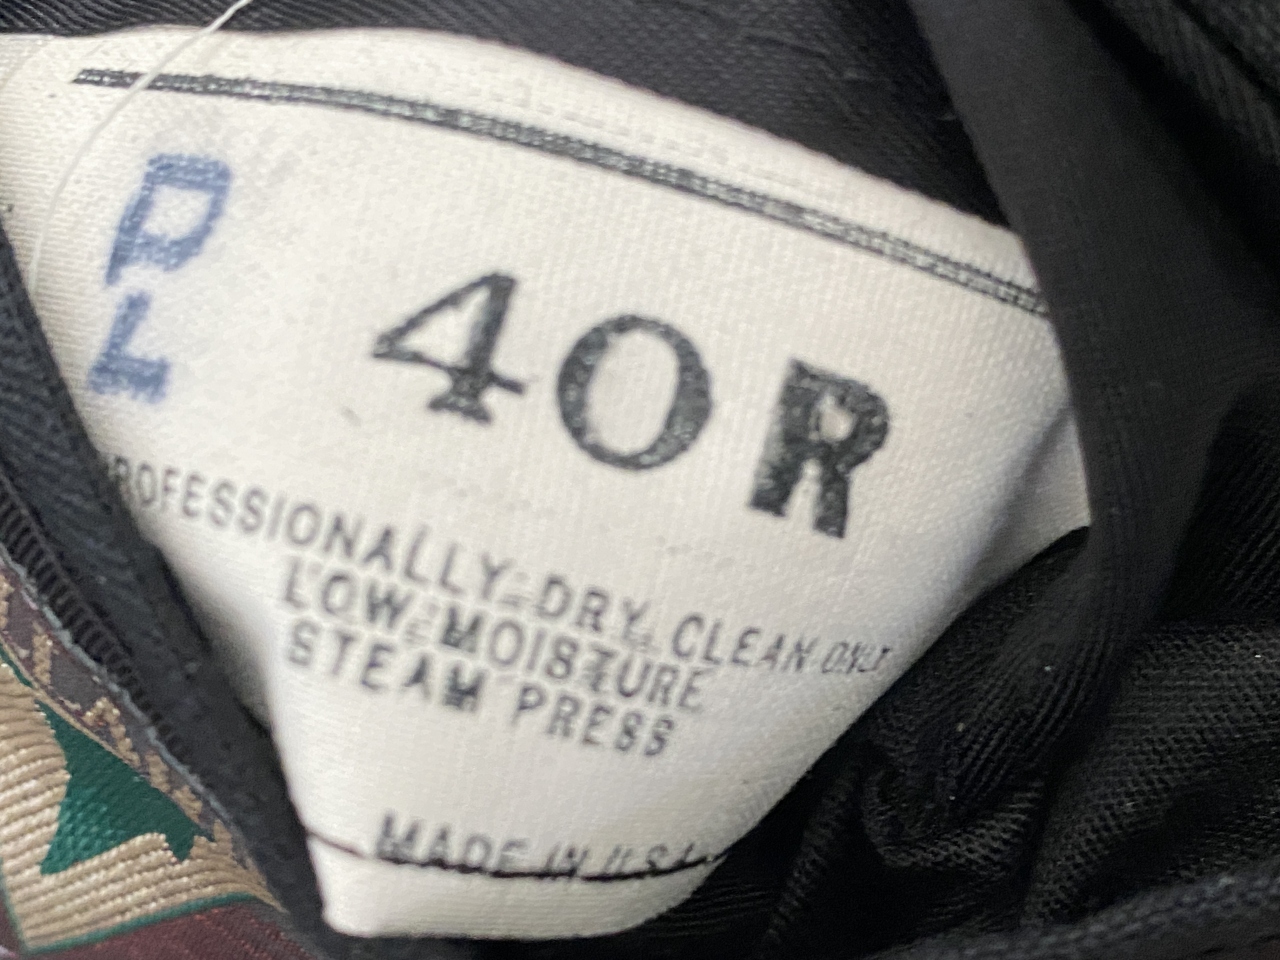 PL
40R
PROFESSIONALLY-DRY. CLEAN ONLY
LOW-MOISTURE
STEAM PRESS
MADE IN U.S.A.